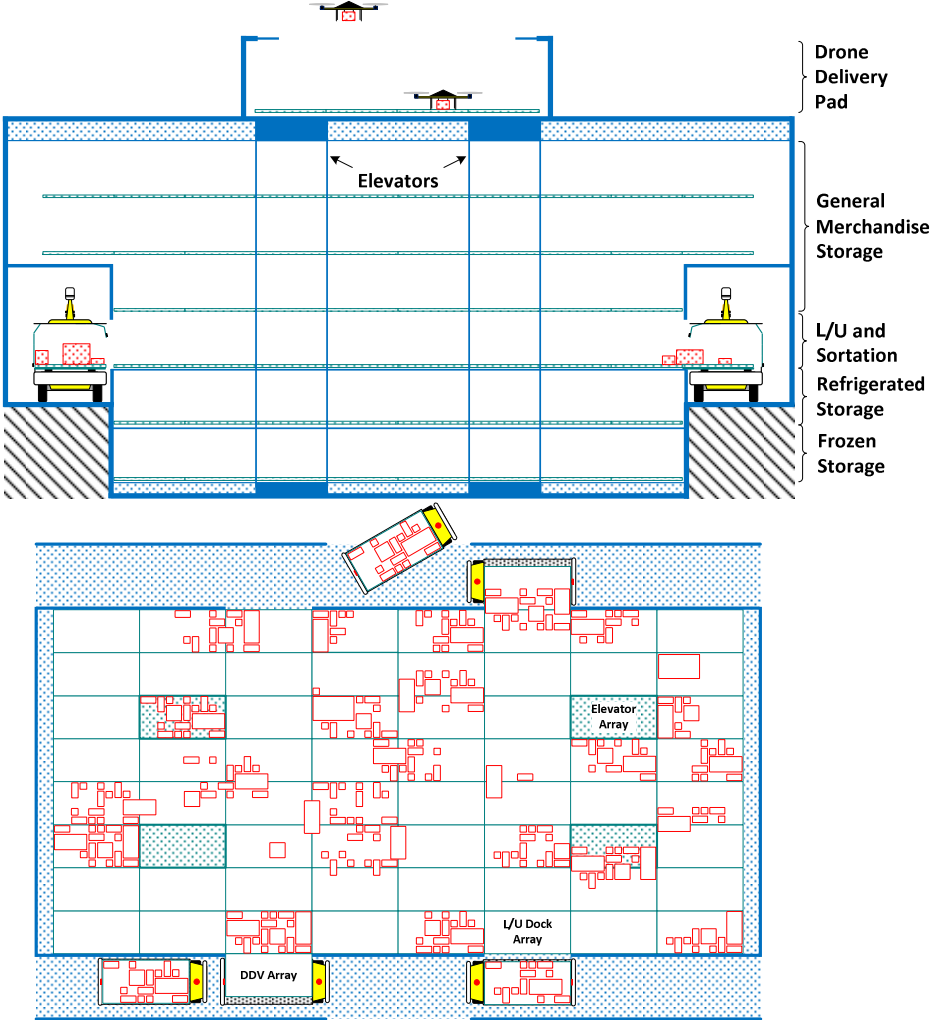 Drone
Delivery
Pad
Elevators
General
Merchandise
Storage
L/U and
Sortation
Refrigerated
Storage
Frozen
Storage
Elevator
Array
L/U Dock
Array
DDV Array